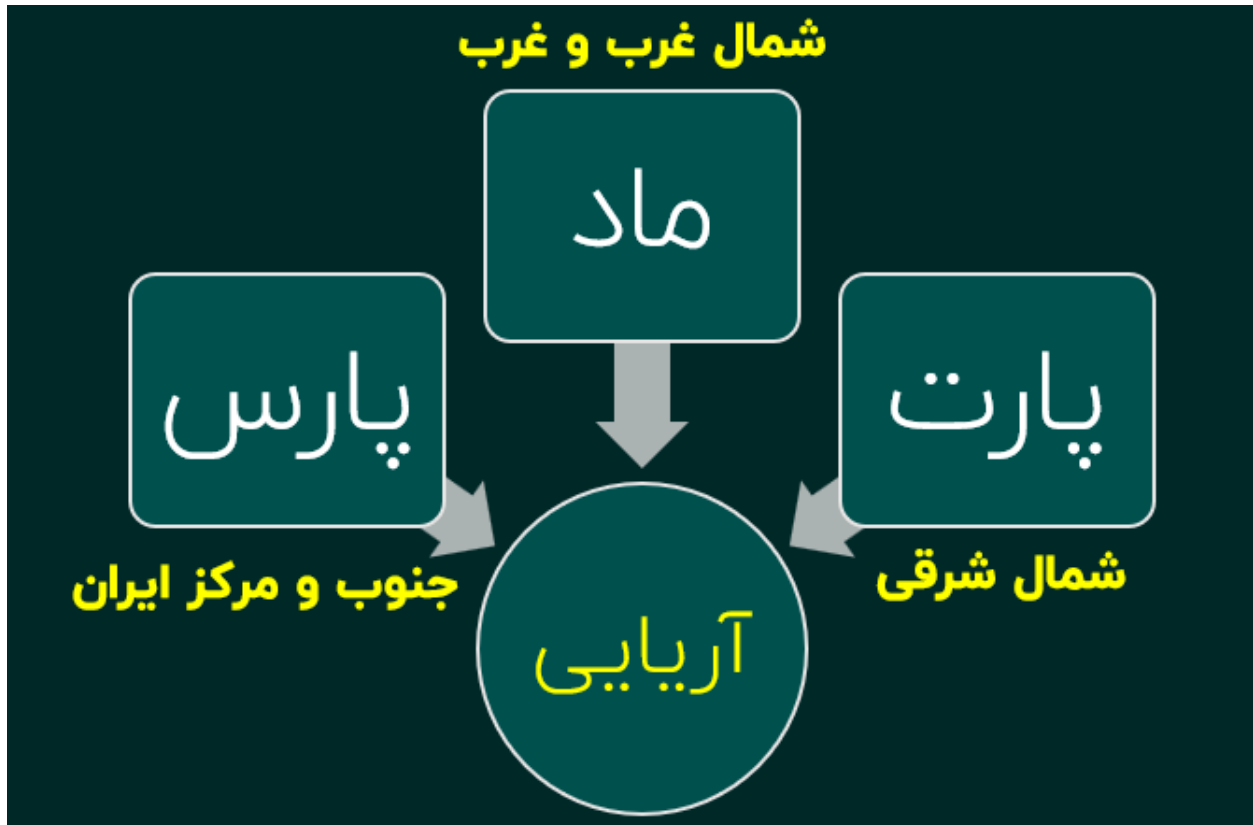 شمال غرب و غرب
ماد
پارت
شمال شرقی
پارس
جنوب و مرکز ایران
آریایی